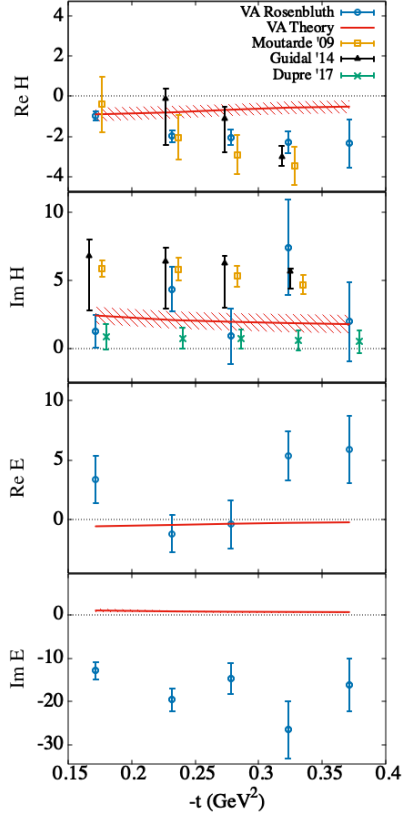 VA Rosenbluth
VA Theory
Moutarde '09
Guidal '14
Dupre '17
Re H
4
2
0
-2
-4
Im H
10
5
0
Re E
10
5
0
Im E
0
-10
-20
-30
0.15 0.2 0.25 0.3 0.35 0.4
-t (GeV²)